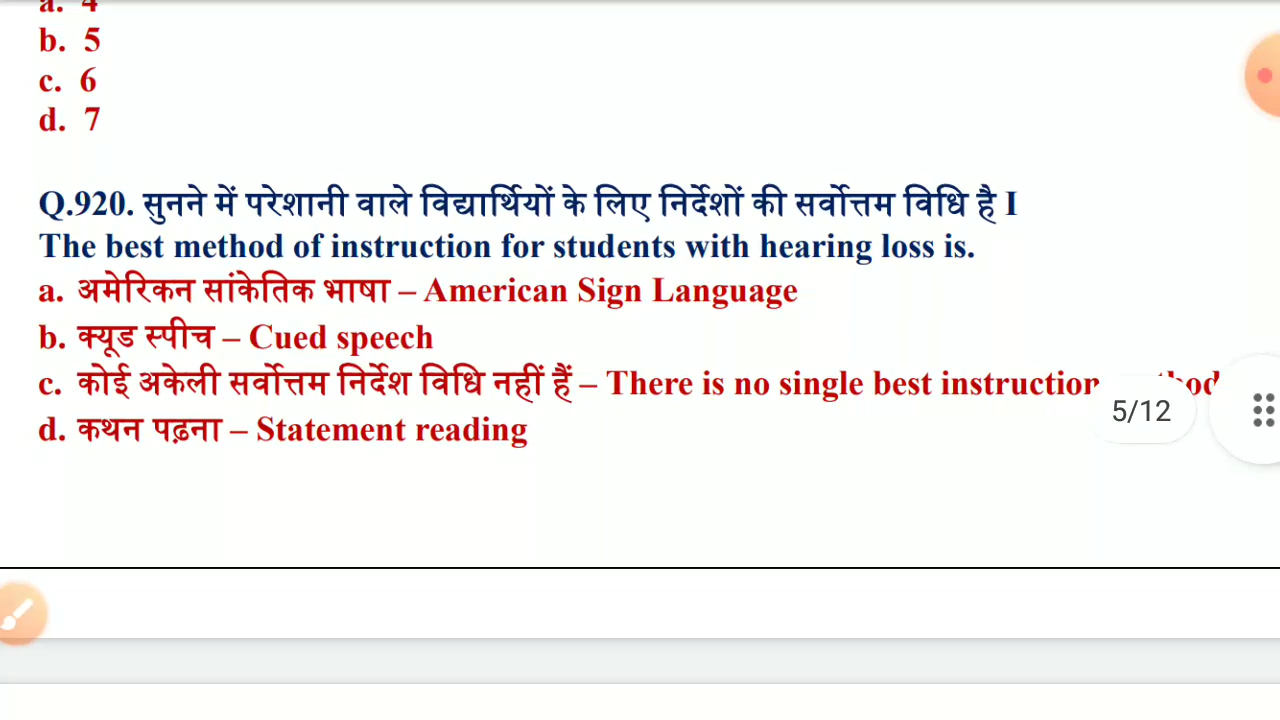 a. 4
b. 5
c. 6
d. 7
Q.920. सुनने में परेशानी वाले विद्यार्थियों के लिए निर्देशों की सर्वोत्तम विधि है I
The best method of instruction for students with hearing loss is.
a. अमेरिकन सांकेतिक भाषा – American Sign Language
b. क्यूड स्पीच – Cued speech
c. कोई अकेली सर्वोत्तम निर्देश विधि नहीं हैं – There is no single best instruction
5/12
d. कथन पढ़ना – Statement reading